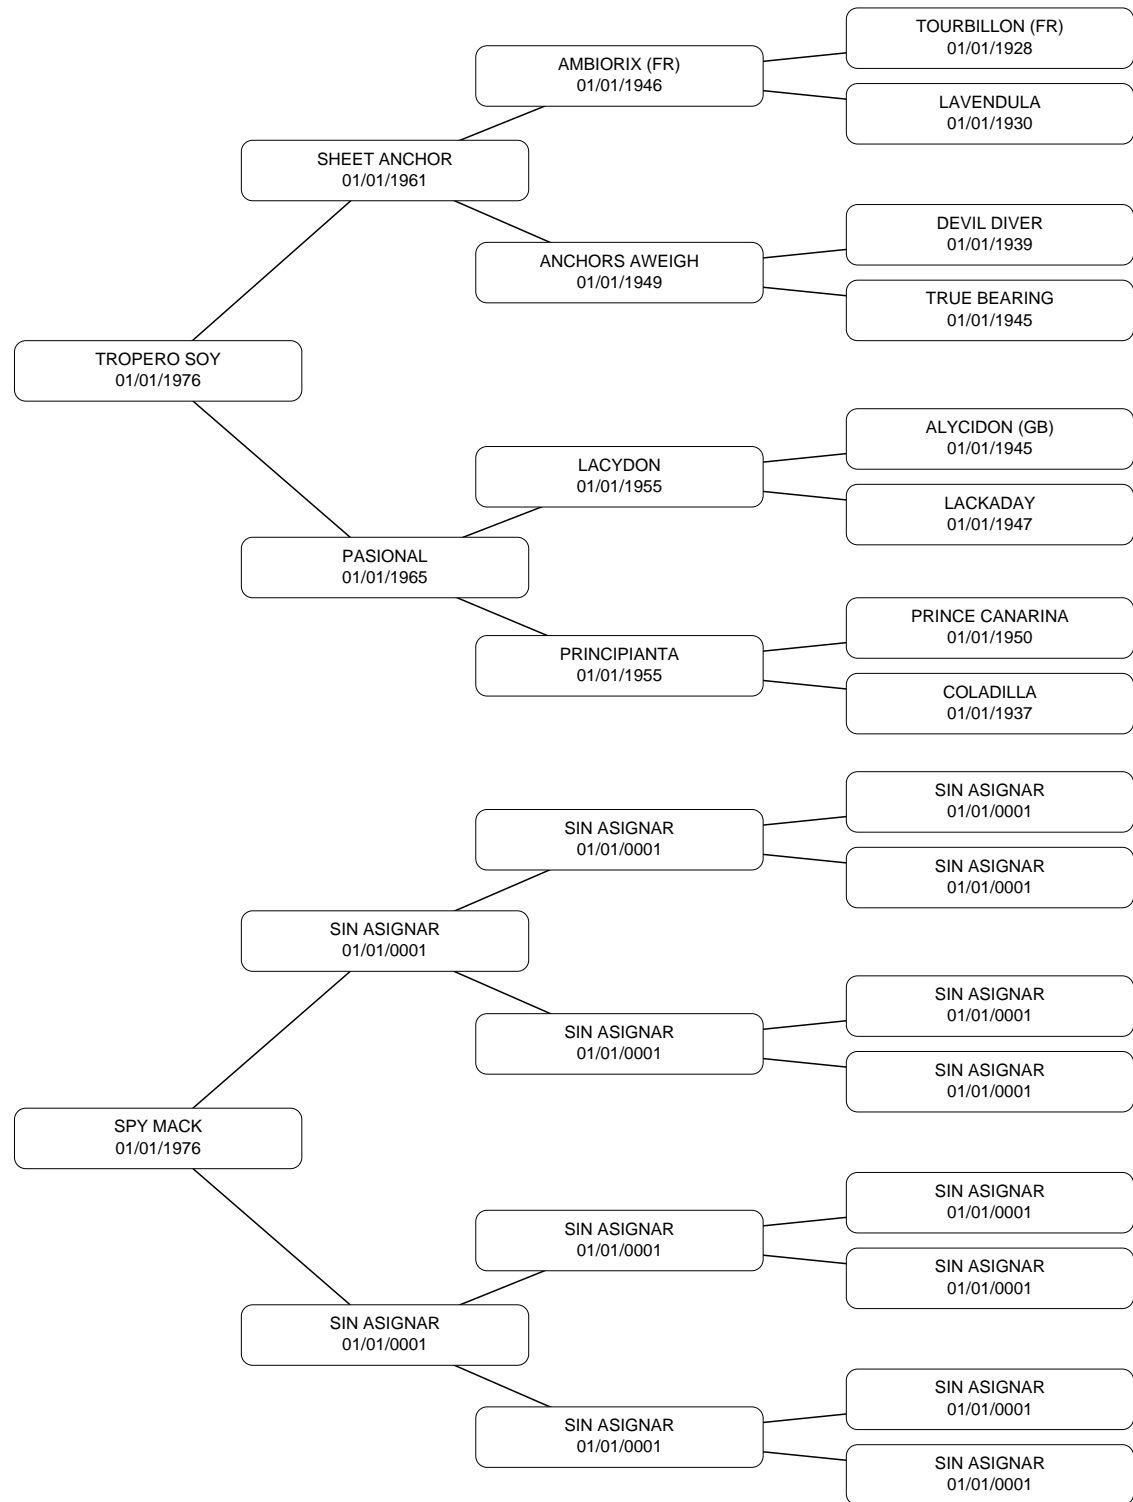 TOURBILLON (FR)
01/01/1928
AMBIORIX (FR)
01/01/1946
LAVENDULA
01/01/1930
SHEET ANCHOR
01/01/1961
DEVIL DIVER
01/01/1939
ANCHORS AWEIGH
01/01/1949
TRUE BEARING
01/01/1945
TROPERO SOY
01/01/1976
ALYCIDON (GB)
01/01/1945
LACYDON
01/01/1955
LACKADAY
01/01/1947
PASIONAL
01/01/1965
PRINCE CANARINA
01/01/1950
PRINCIPIANTA
01/01/1955
COLADILLA
01/01/1937
SIN ASIGNAR
01/01/0001
SIN ASIGNAR
01/01/0001
SIN ASIGNAR
01/01/0001
SIN ASIGNAR
01/01/0001
SIN ASIGNAR
01/01/0001
SIN ASIGNAR
01/01/0001
SIN ASIGNAR
01/01/0001
SPY MACK
01/01/1976
SIN ASIGNAR
01/01/0001
SIN ASIGNAR
01/01/0001
SIN ASIGNAR
01/01/0001
SIN ASIGNAR
01/01/0001
SIN ASIGNAR
01/01/0001
SIN ASIGNAR
01/01/0001
SIN ASIGNAR
01/01/0001